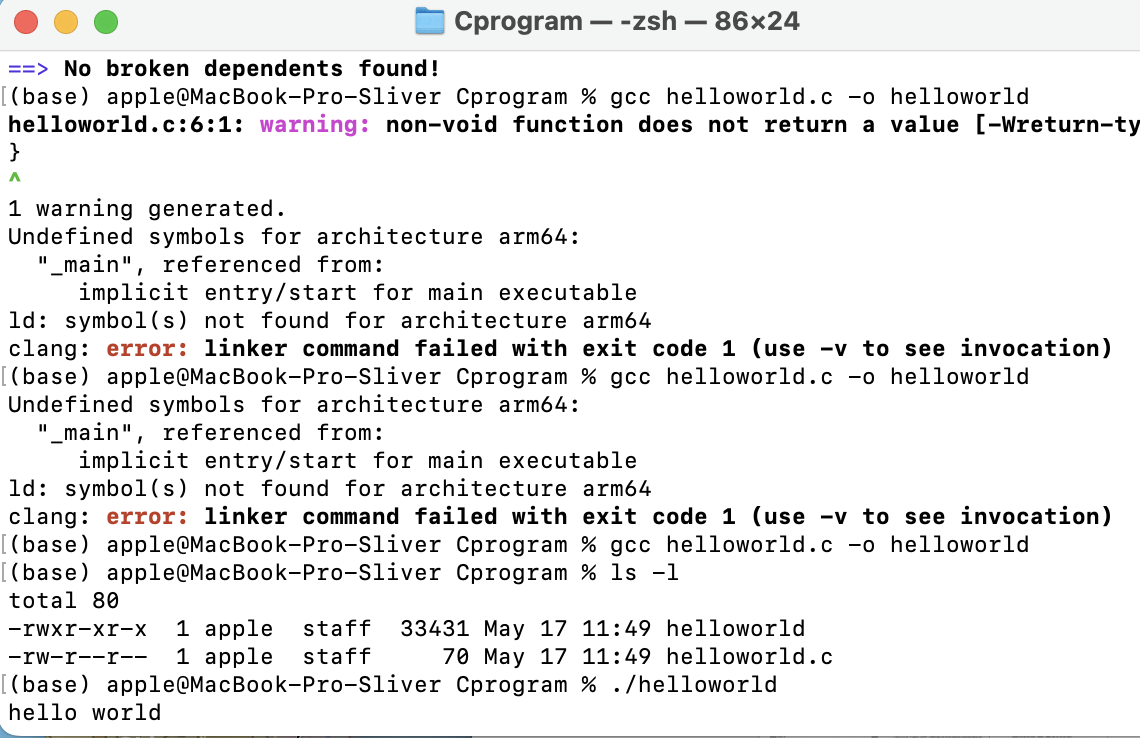 Cprogram — -zsh — 86×24
==> No broken dependents found!
(base) apple@MacBook-Pro-Sliver Cprogram % gcc helloworld.c -o helloworld
helloworld.c:6:1: warning: non-void function does not return a value [-Wreturn-ty
}
^
1 warning generated.
Undefined symbols for architecture arm64:
  "_main", referenced from:
     implicit entry/start for main executable
ld: symbol(s) not found for architecture arm64
clang: error: linker command failed with exit code 1 (use -v to see invocation)
(base) apple@MacBook-Pro-Sliver Cprogram % gcc helloworld.c -o helloworld
Undefined symbols for architecture arm64:
  "_main", referenced from:
     implicit entry/start for main executable
ld: symbol(s) not found for architecture arm64
clang: error: linker command failed with exit code 1 (use -v to see invocation)
(base) apple@MacBook-Pro-Sliver Cprogram % gcc helloworld.c -o helloworld
(base) apple@MacBook-Pro-Sliver Cprogram % ls -l
total 80
-rwxr-xr-x  1 apple  staff  33431 May 17 11:49 helloworld
-rw-r--r--  1 apple  staff     70 May 17 11:49 helloworld.c
(base) apple@MacBook-Pro-Sliver Cprogram % ./helloworld
hello world